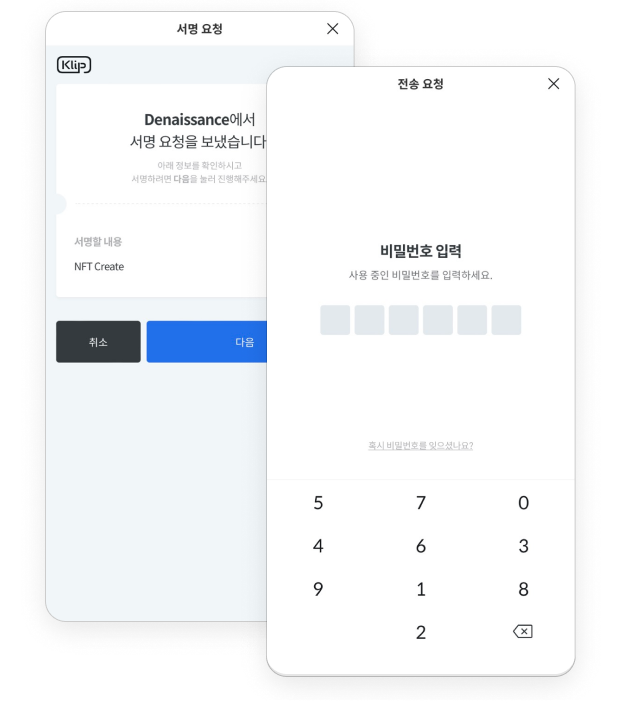 서명 요청
Klip
Denaissance에서
서명 요청을 보냈습니다
아래 정보를 확인하시고
서명하려면 다음을 눌러 진행해주세요.
서명할 내용
NFT Create
취소
다음
전송 요청
비밀번호 입력
사용 중인 비밀번호를 입력하세요.
혹시 비밀번호를 잊으셨나요?
5 7 0
4 6 3
9 1 8
2